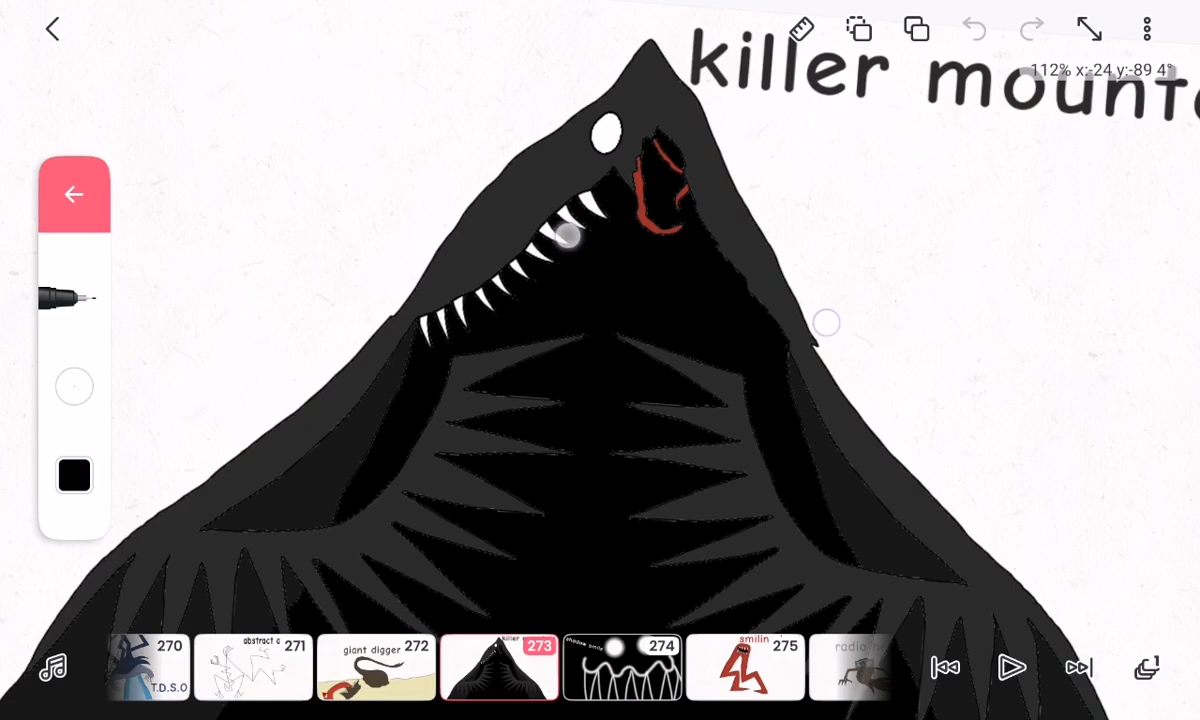 killer mount
112% x:-24 y:-89 4°
270
T.D.S.O
abstract
271
giant digger
272
killer
273
shadow smile
274
smilin
275
radio